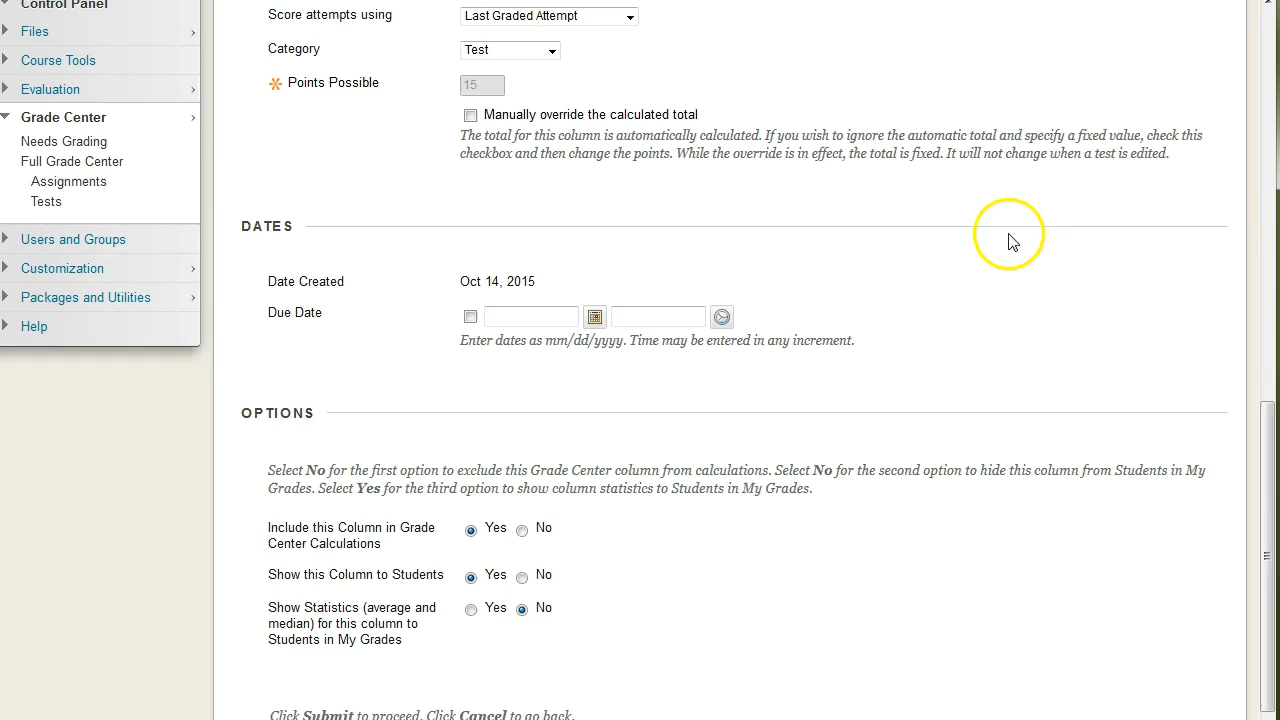 Control Panel
Files
Course Tools
Evaluation
Grade Center
Needs Grading
Full Grade Center
Assignments
Tests
Users and Groups
Customization
Packages and Utilities
Help
Score attempts using Last Graded Attempt
Category Test
Points Possible 15
Manually override the calculated total
The total for this column is automatically calculated. If you wish to ignore the automatic total and specify a fixed value, check this
checkbox and then change the points. While the override is in effect, the total is fixed. It will not change when a test is edited.
DATES
Date Created Oct 14, 2015
Due Date
Enter dates as mm/dd/yyyy. Time may be entered in any increment.
OPTIONS
Select No for the first option to exclude this Grade Center column from calculations. Select No for the second option to hide this column from Students in My
Grades. Select Yes for the third option to show column statistics to Students in My Grades.
Include this Column in Grade Yes No
Center Calculations
Show this Column to Students Yes No
Show Statistics (average and Yes No
median) for this column to
Students in My Grades
Click Submit to proceed. Click Cancel to go back.